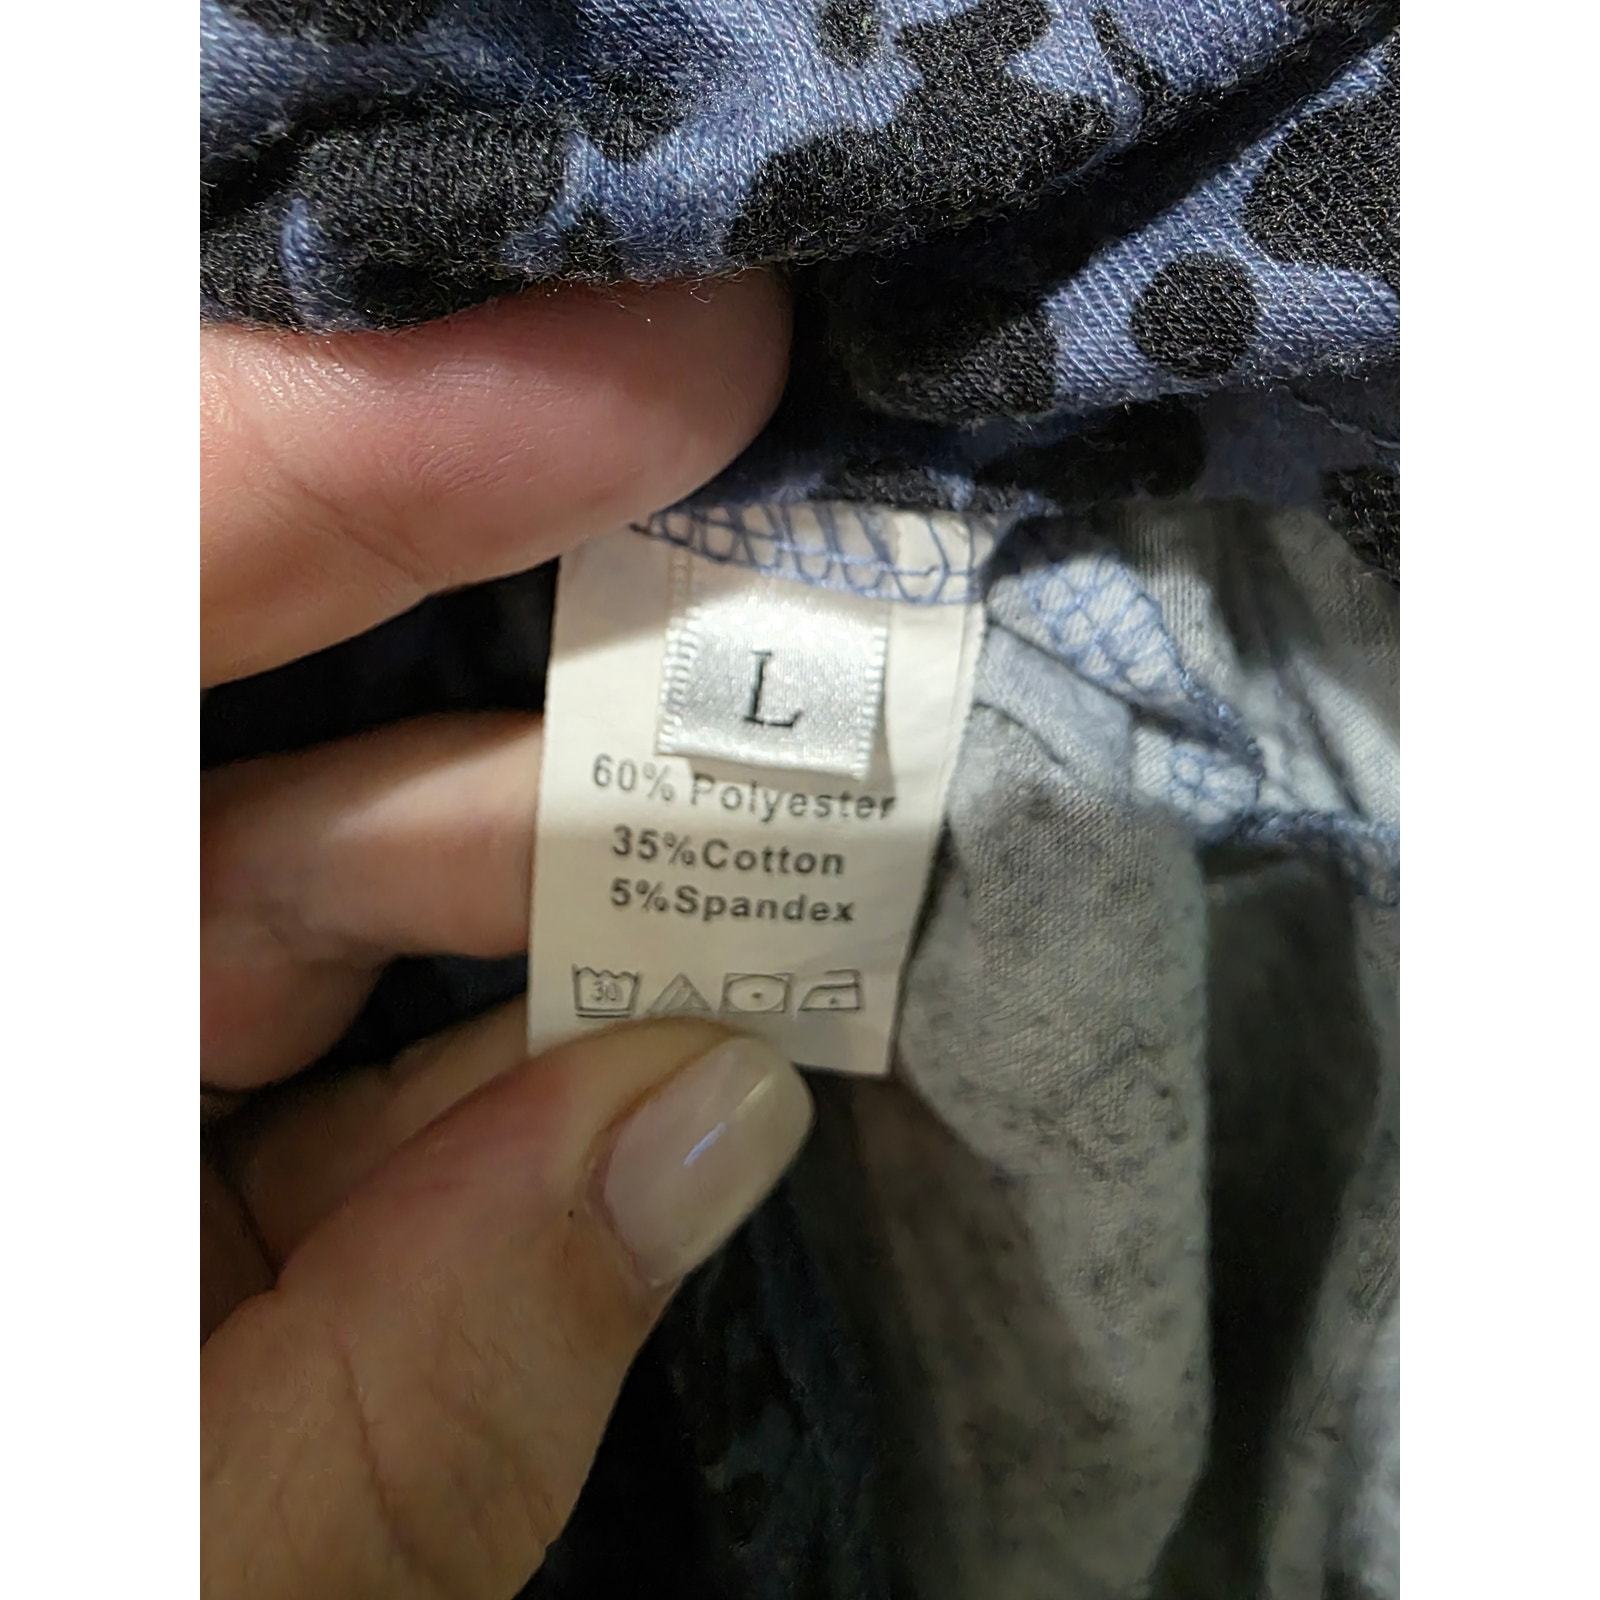 L
60% Polyester
35%Cotton
5%Spandex
30